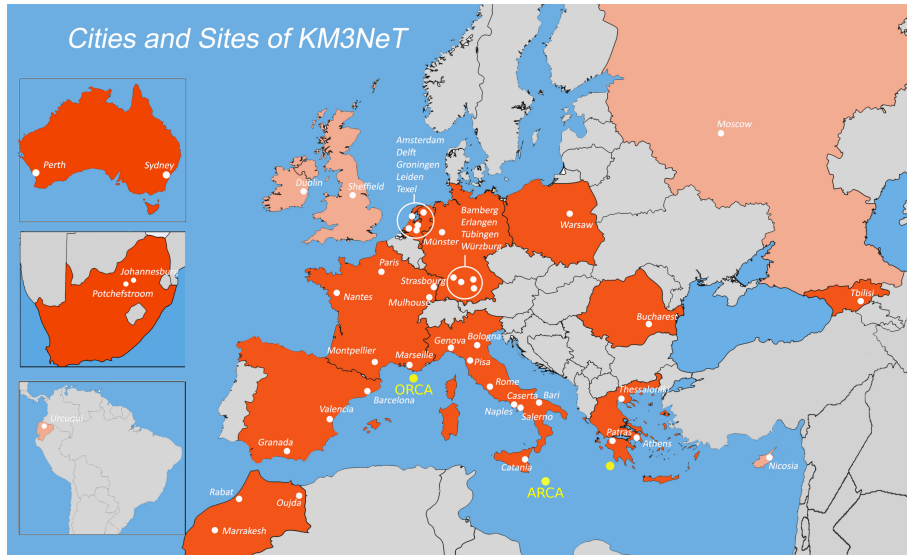 Cities and Sites of KM3NeT
Perth
Sydney
Johannesburg
Potchefstroom
Urcuqui
Moscow
Dublin
Sheffield
Amsterdam
Delft
Groningen
Leiden
Texel
Bamberg
Erlangen
Tübingen
Würzburg
Münster
Warsaw
Paris
Strasbourg
Nantes
Mulhouse
Tbilisi
Bucharest
Genova
Bologna
Montpellier
Marseille
Pisa
ORCA
Rome
Barcelona
Caserta
Bari
Thessaloniki
Naples
Salerno
Valencia
Granada
Patras
Athens
Catania
Nicosia
ARCA
Rabat
Oujda
Marrakesh